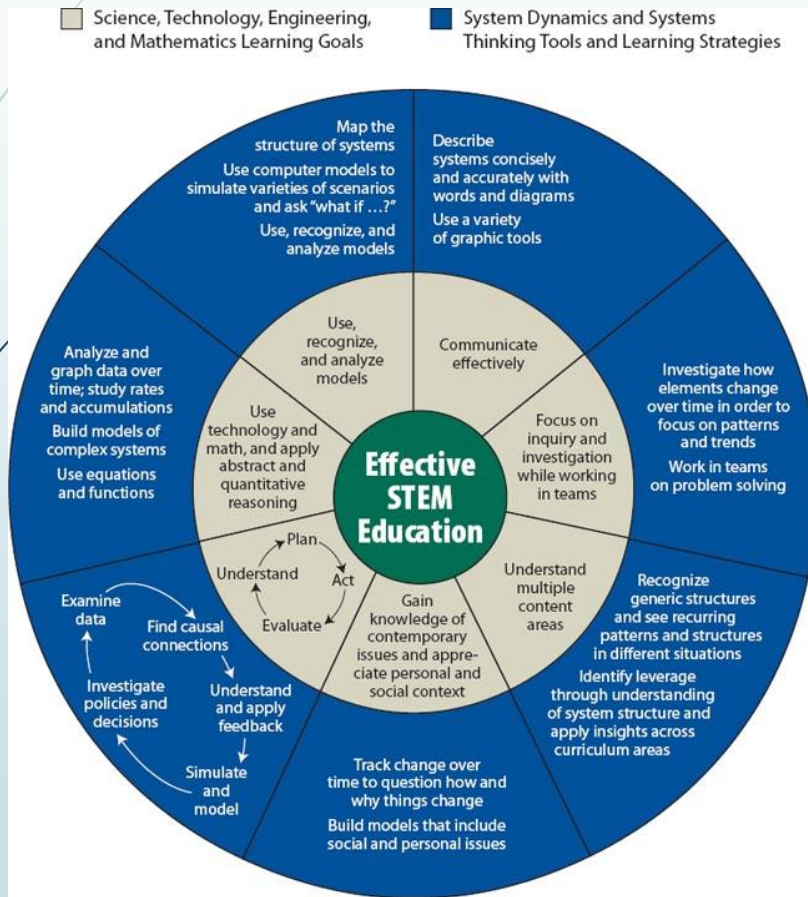 Science, Technology, Engineering,
and Mathematics Learning Goals
System Dynamics and Systems
Thinking Tools and Learning Strategies
Map the
structure of systems
Use computer models to
simulate varieties of scenarios
and ask “what if ...?”
Use, recognize, and
analyze models
Describe
systems concisely
and accurately with
words and diagrams
Use a variety
of graphic tools
Analyze and
graph data over
time; study rates
and accumulations
Build models of
complex systems
Use equations
and functions
Use,
recognize,
and analyze
models
Communicate
effectively
Investigate how
elements change
over time in order to
focus on patterns
and trends
Work in teams
on problem solving
Use
technology and
math, and apply
abstract and
quantitative
reasoning
Focus on
inquiry and
investigation
while working
in teams
Effective
STEM
Education
Plan
Act
Evaluate
Understand
Gain
knowledge of
contemporary
issues and appre-
ciate personal and
social context
Understand
multiple
content
areas
Recognize
generic structures
and see recurring
patterns and structures
in different situations
Identify leverage
through understanding
of system structure and
apply insights across
curriculum areas
Examine
data
Find causal
connections
Understand
and apply
feedback
Simulate
and
model
Investigate
policies and
decisions
Track change over
time to question how and
why things change
Build models that include
social and personal issues